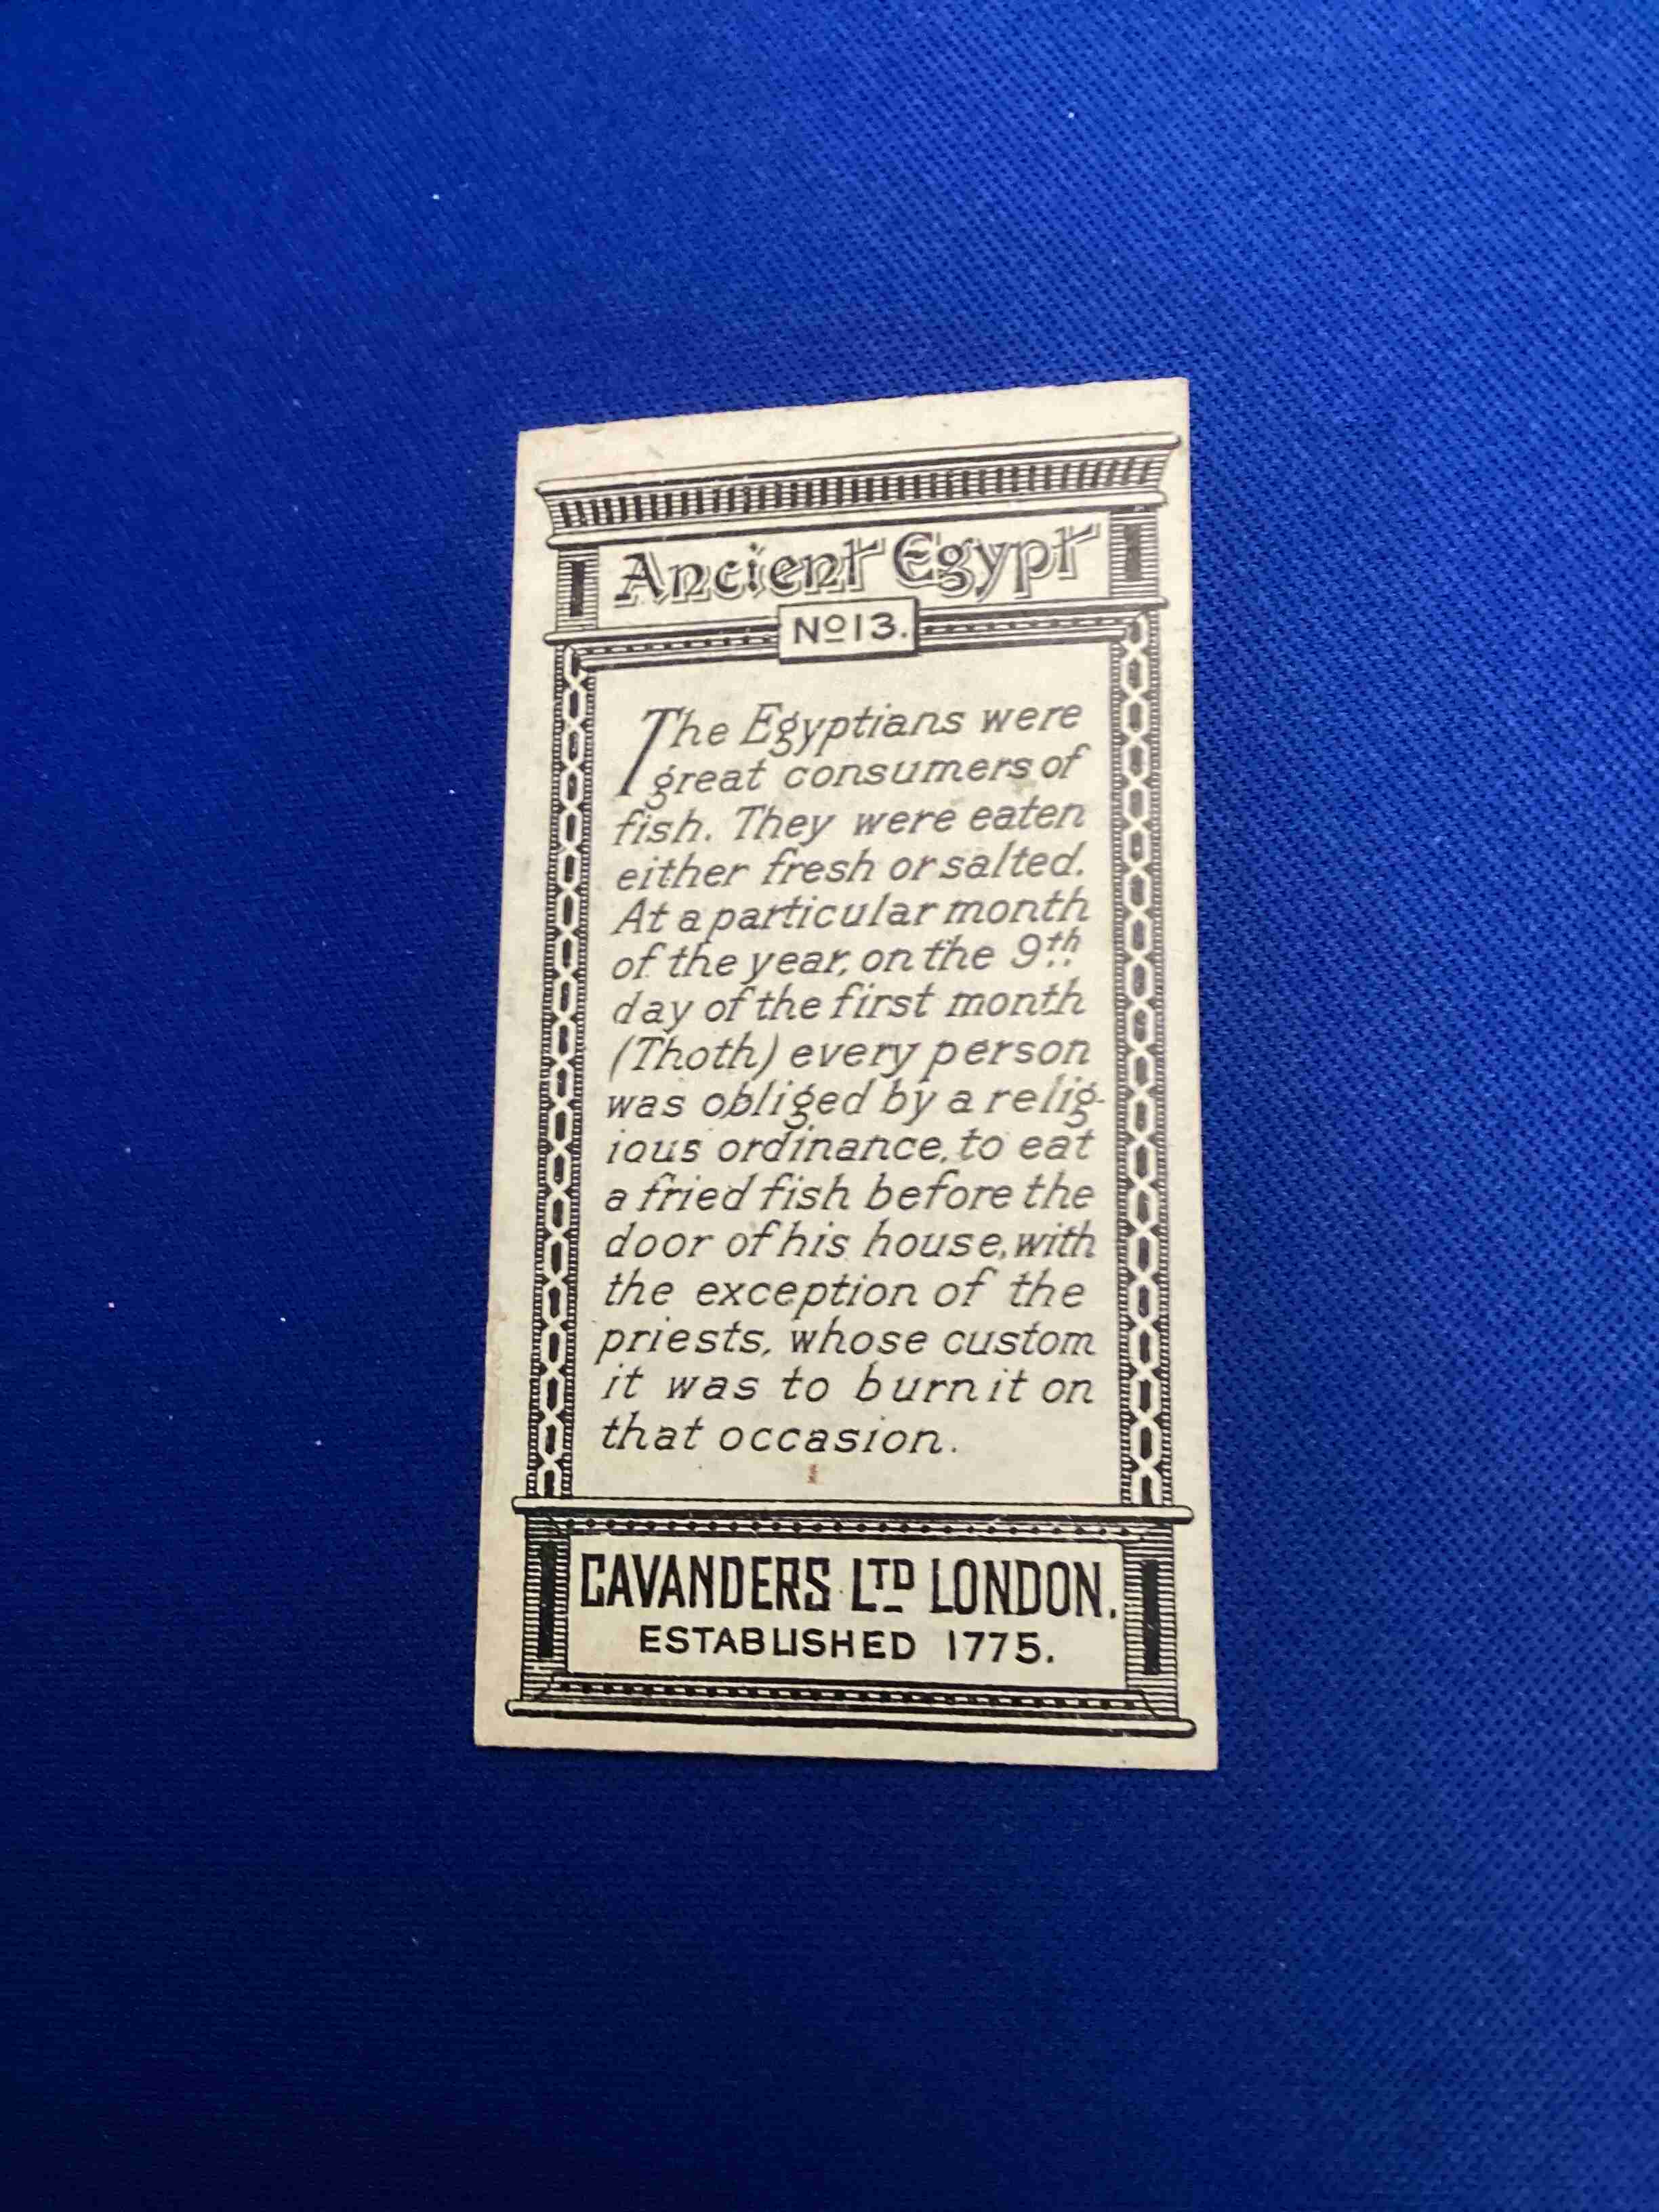 Ancient Egypt
Nº 13.
The Egyptians were
great consumers of
fish. They were eaten
either fresh or salted.
At a particular month
of the year, on the 9th
day of the first month
(Thoth) every person
was obliged by a relig-
ious ordinance, to eat
a fried fish before the
door of his house, with
the exception of the
priests, whose custom
it was to burn it on
that occasion.
CAVANDERS LTD LONDON.
ESTABLISHED 1775.